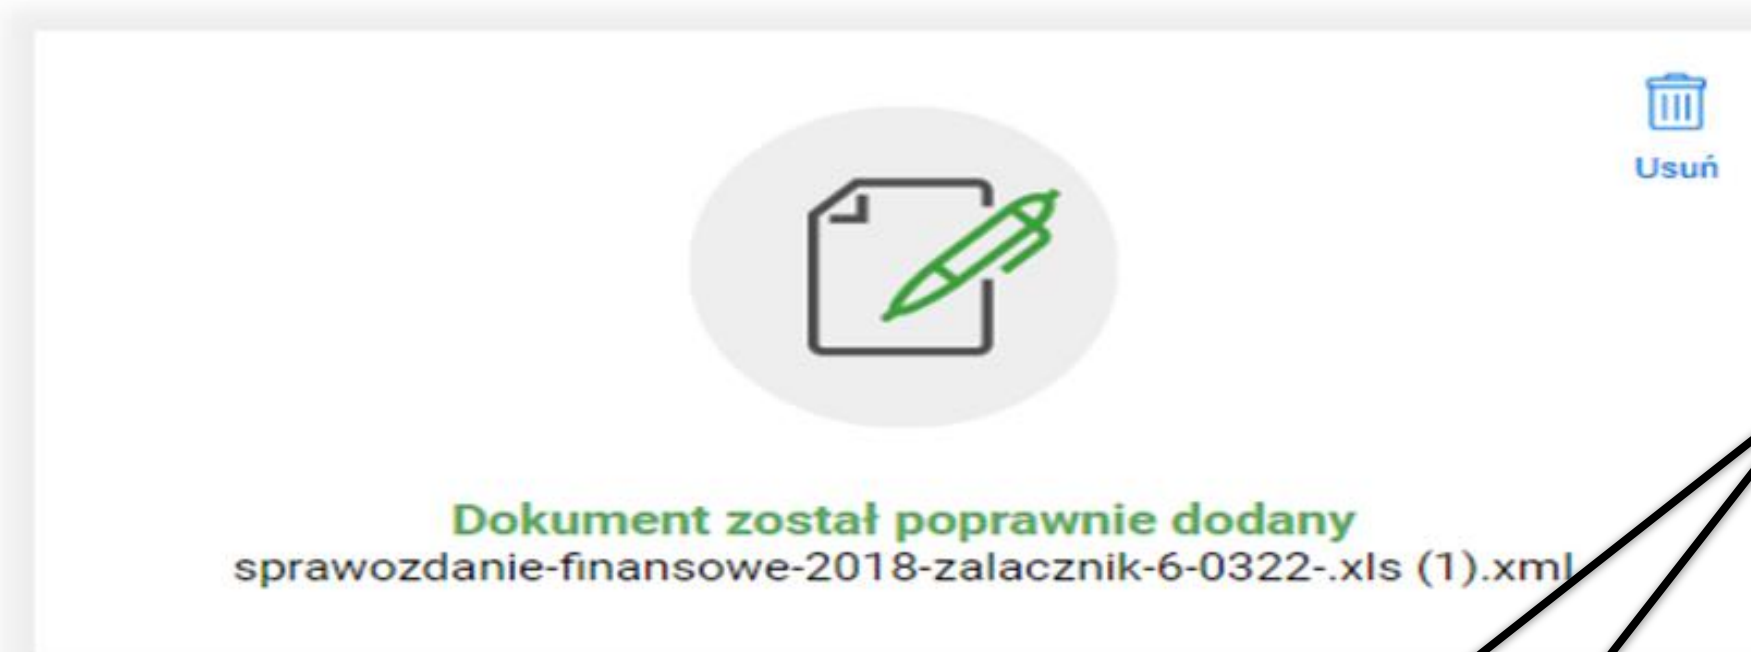 Usuń
Dokument został poprawnie dodany
sprawozdanie-finansowe-2018-zalacznik-6-0322-.xls (1).xml